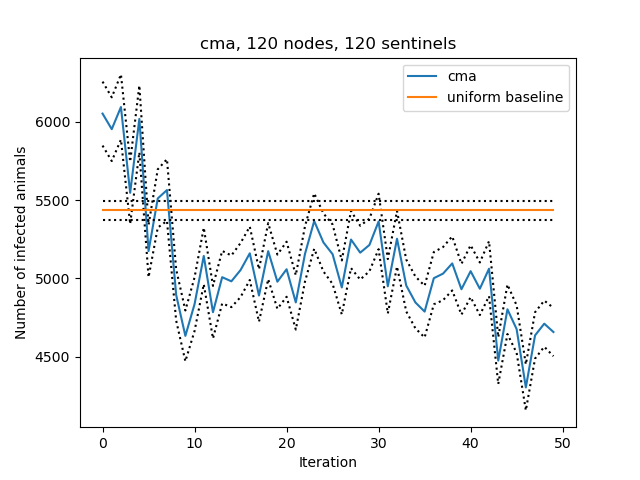 cma, 120 nodes, 120 sentinels
cma
uniform baseline
Number of infected animals
6000
5500
5000
4500
0 10 20 30 40 50
Iteration